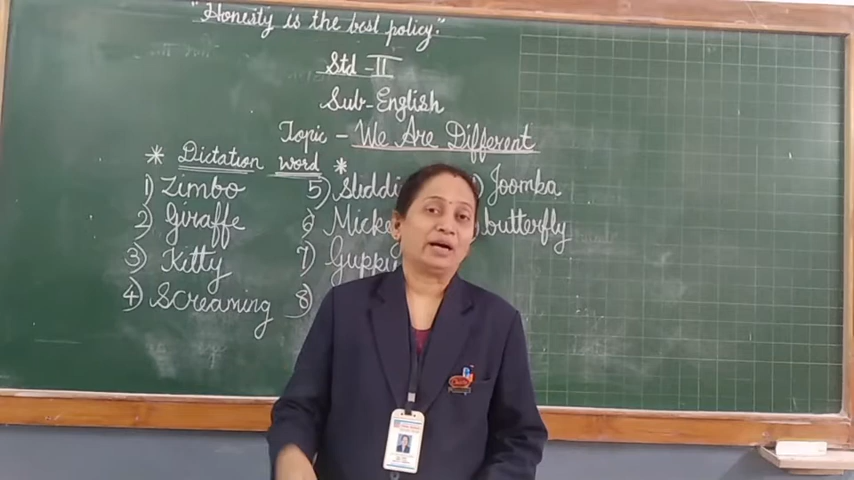 "Honesty is the best policy."
Std - II
Sub - English
Topic - We Are Different
* Dictation word *
1) Zimbo
2) Giraffe
3) Kitty
4) Screaming
5)
6)
7) Guppy
8)
Joomba
butterfly